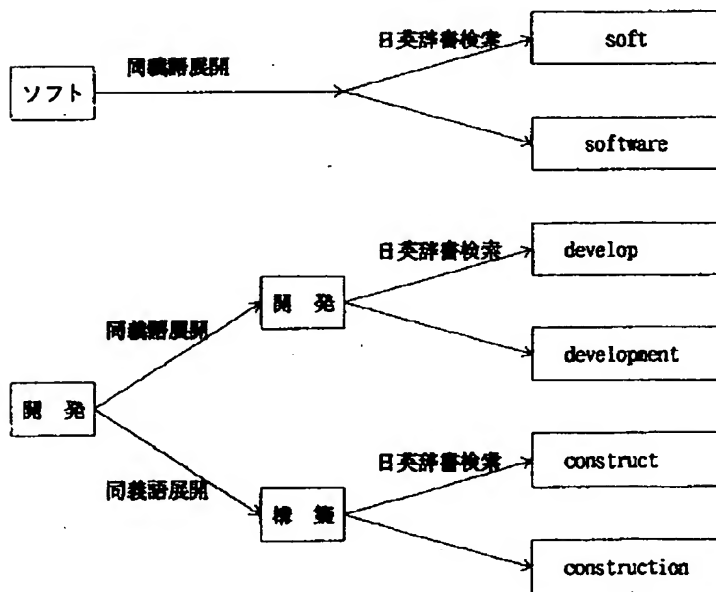 日英辞書検索
soft
同義語展開
ソフト
software
日英辞書検索
develop
開 発
同義語展開
development
開 発
日英辞書検索
construct
同義語展開
構 築
construction